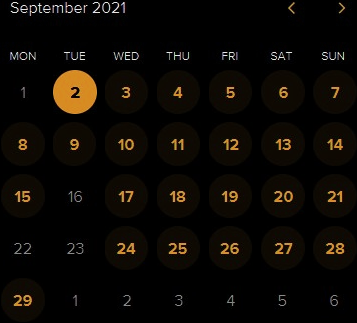 September 2021
MON TUE WED THU FRI SAT SUN
1 2 3 4 5 6 7
8 9 10 11 12 13 14
15 16 17 18 19 20 21
22 23 24 25 26 27 28
29 1 2 3 4 5 6